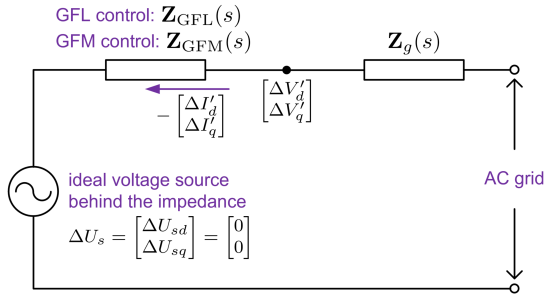 GFL control: Z_GFL(s)
GFM control: Z_GFM(s)
Z_g(s)
− [ΔI′_d
ΔI′_q]
[ΔV′_d
ΔV′_q]
ideal voltage source
behind the impedance
ΔU_s = [ΔU_sd
ΔU_sq] = [0
0]
AC grid